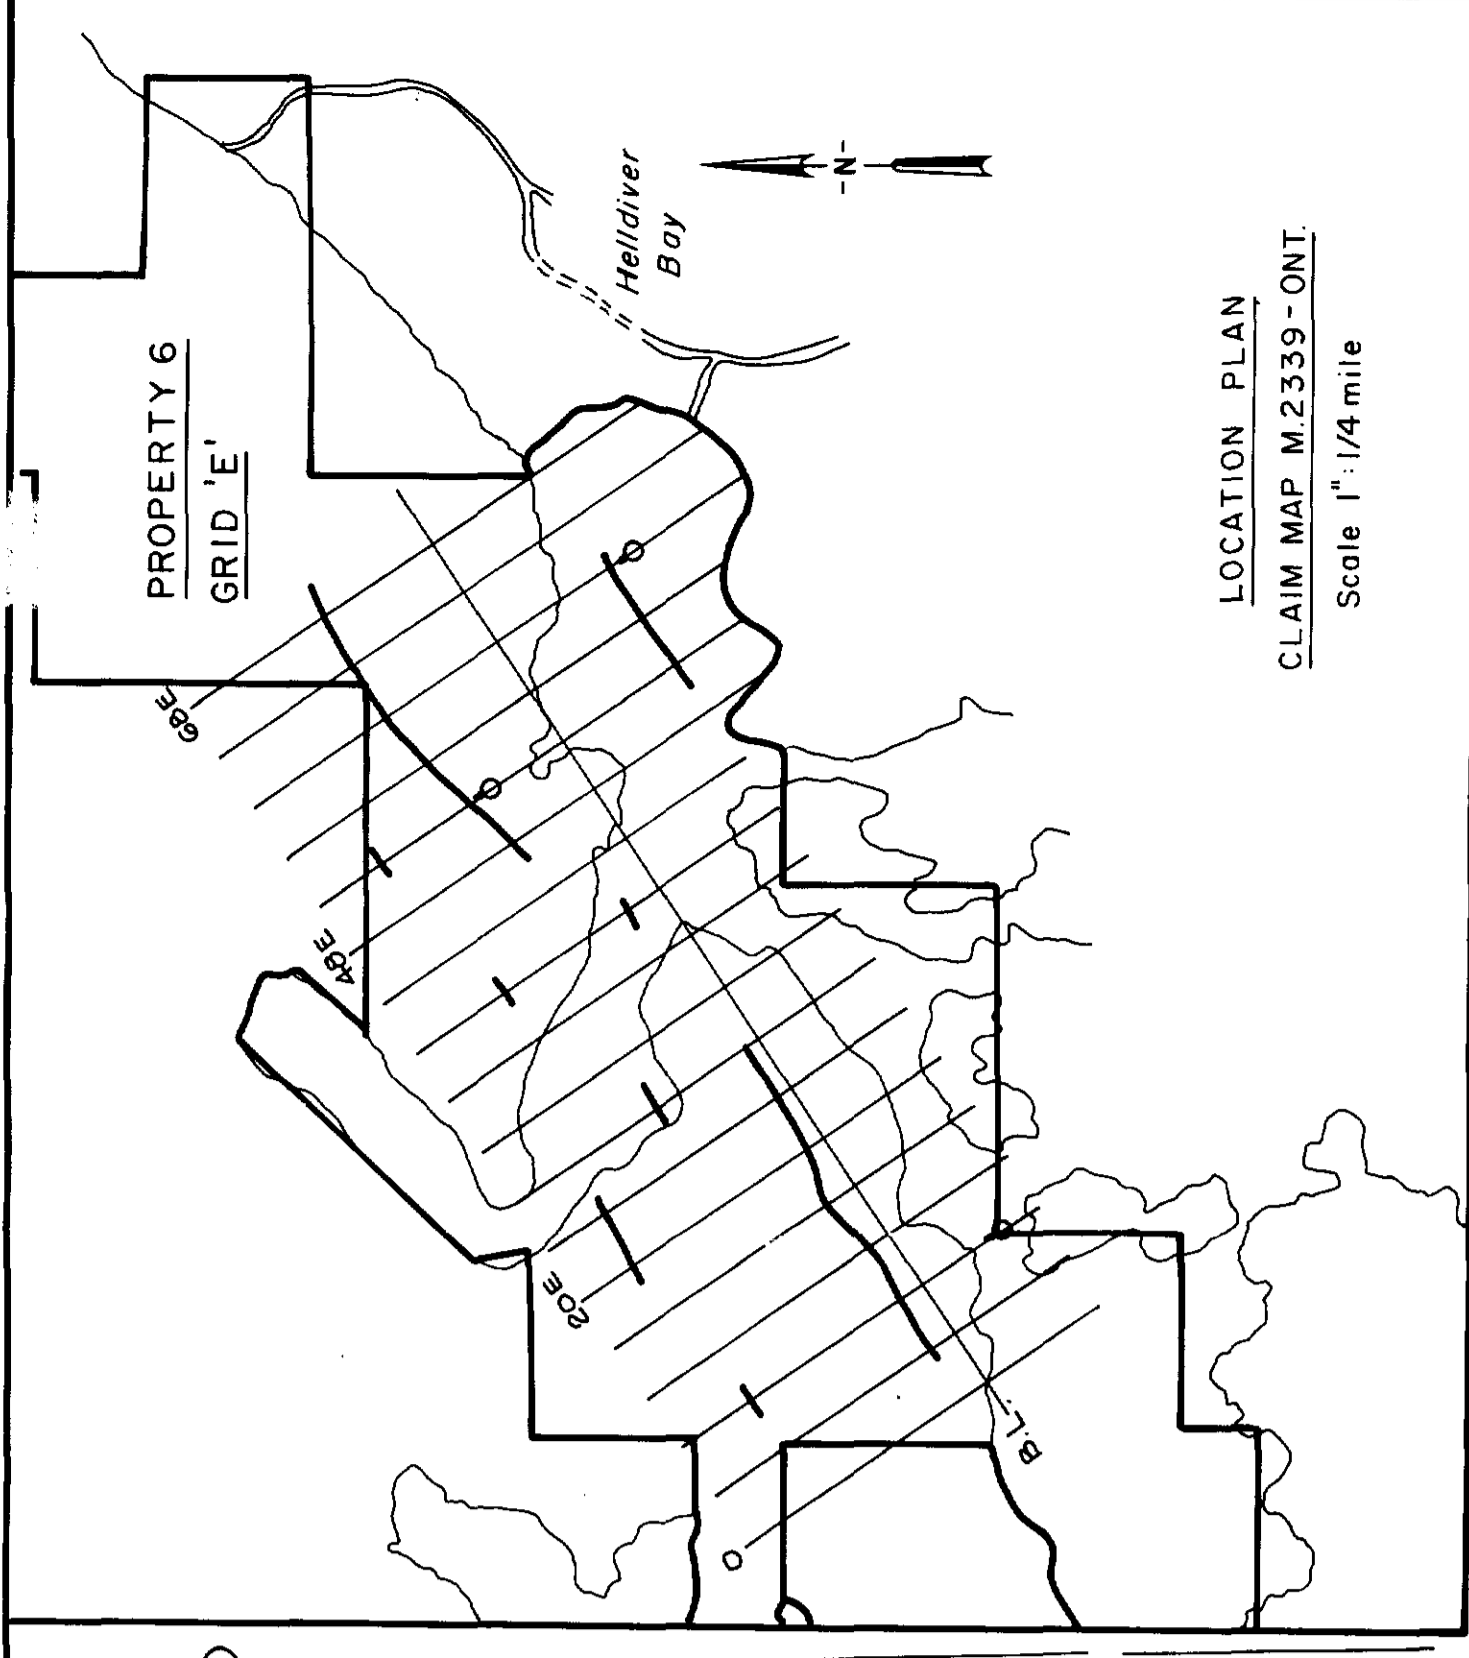 PROPERTY 6
GRID 'E'
68E
48E
20E
O
B.L.
Helldiver
Bay
-N-
LOCATION PLAN
CLAIM MAP M.2339-ONT.
Scale 1":1/4 mile